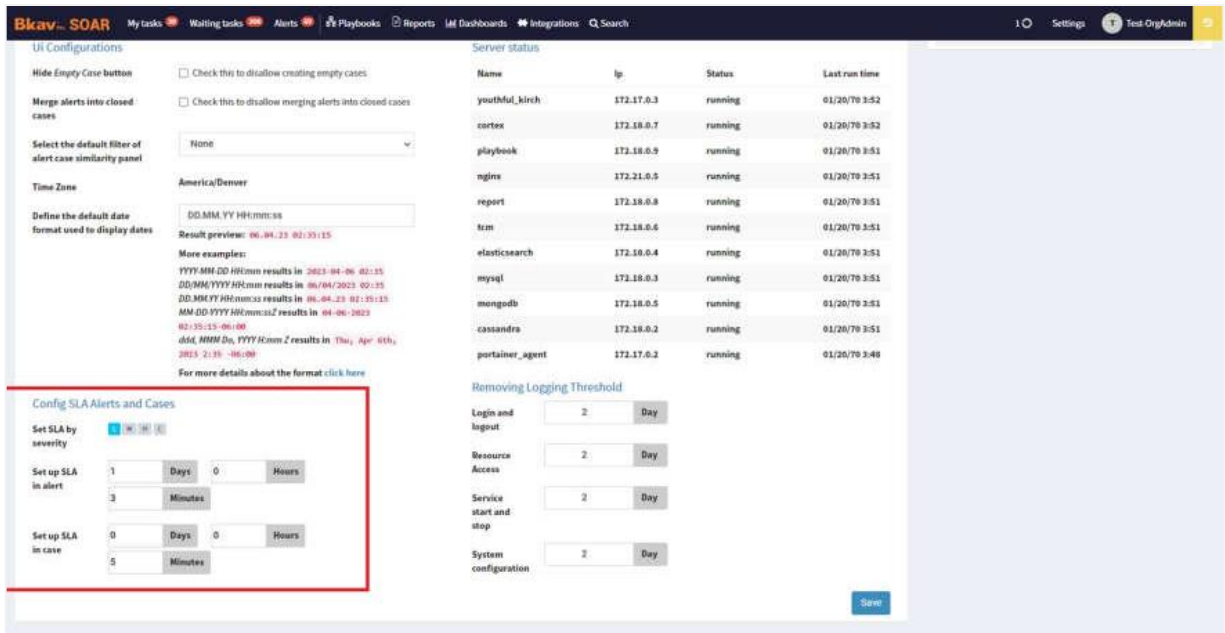 Bkav SOAR My tasks Waiting tasks Alerts Playbooks Reports Dashboards Integrations Search 1 Settings T Test-OrgAdmin
Ui Configurations
Hide Empty Case button
Check this to disallow creating empty cases
Merge alerts into closed
cases
Check this to disallow merging alerts into closed cases
Select the default filter of
alert case similarity panel
None
Time Zone
America/Denver
Define the default date
format used to display dates
DD.MM.YY HH:mm:ss
Result preview: 06.04.23 02:35:15
More examples:
YYYY-MM-DD HH:mm results in 2023-04-06 02:35
DD/MM/YYYY HH:mm results in 06/04/2023 02:35
DD.MM.YY HH:mm:ss results in 06.04.23 02:35:15
MM-DD-YYYY HH:mm:ssZ results in 04-06-2023
02:35:15-06:00
ddd, MMM Do, YYYY H:mm Z results in Thu, Apr 6th,
2023 2:35 -06:00
For more details about the format click here
Config SLA Alerts and Cases
Set SLA by
severity
L M H C
Set up SLA
in alert
1 Days 0 Hours
3 Minutes
Set up SLA
in case
0 Days 0 Hours
5 Minutes
Server status
Name Ip Status Last run time
youthful_kirch 172.17.0.3 running 01/20/70 3:52
cortex 172.18.0.7 running 01/20/70 3:52
playbook 172.18.0.9 running 01/20/70 3:51
nginx 172.21.0.5 running 01/20/70 3:51
report 172.18.0.8 running 01/20/70 3:51
tcm 172.18.0.6 running 01/20/70 3:51
elasticsearch 172.18.0.4 running 01/20/70 3:51
mysql 172.18.0.3 running 01/20/70 3:51
mongodb 172.18.0.5 running 01/20/70 3:51
cassandra 172.18.0.2 running 01/20/70 3:51
portainer_agent 172.17.0.2 running 01/20/70 3:48
Removing Logging Threshold
Login and
logout
2 Day
Resource
Access
2 Day
Service
start and
stop
2 Day
System
configuration
2 Day
Save